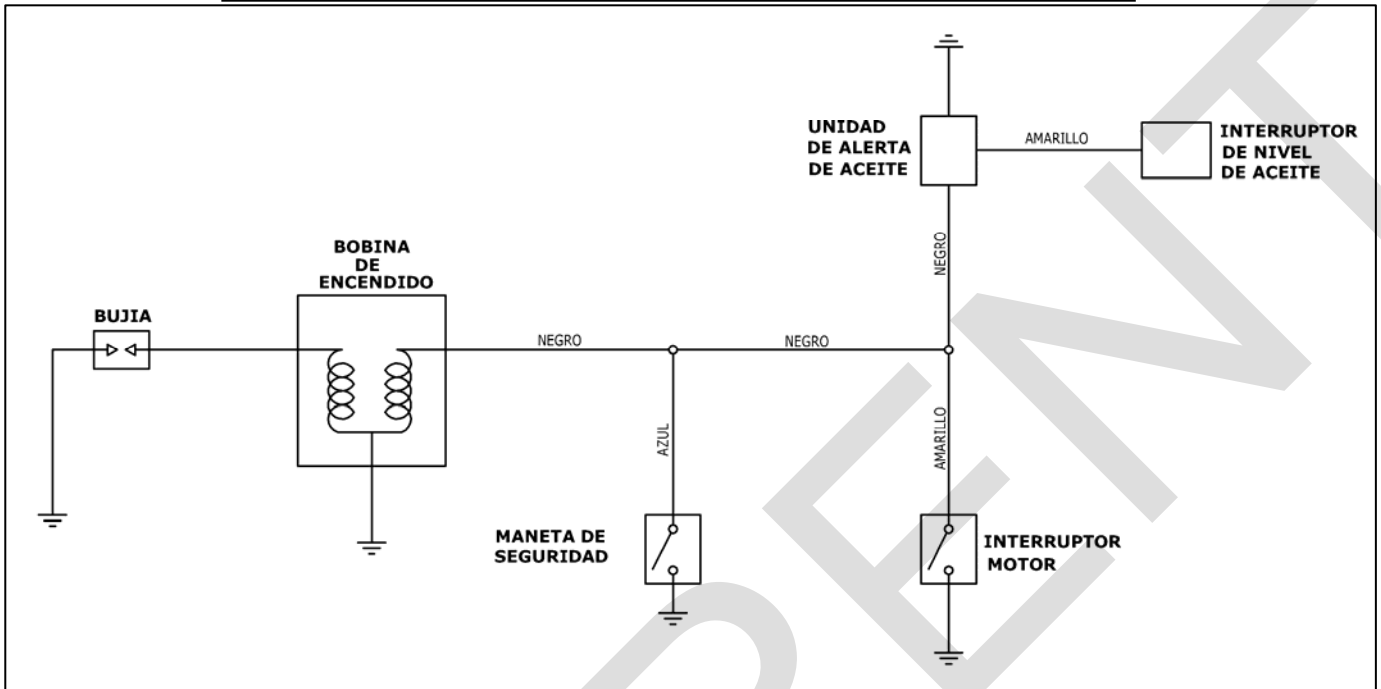 UNIDAD
DE ALERTA
DE ACEITE
AMARILLO
INTERRUPTOR
DE NIVEL
DE ACEITE
NEGRO
BOBINA
DE
ENCENDIDO
BUJIA
NEGRO
NEGRO
AZUL
AMARILLO
MANETA DE
SEGURIDAD
INTERRUPTOR
MOTOR